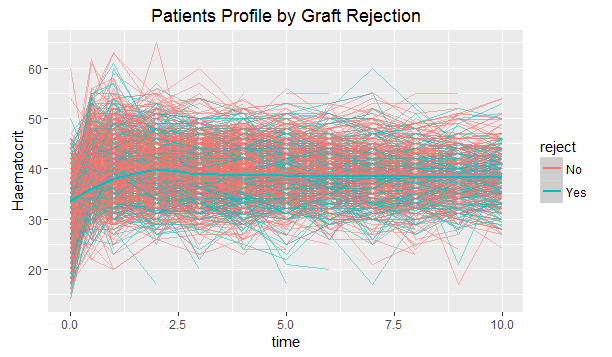 Patients Profile by Graft Rejection
Haematocrit
60
50
40
30
20
0.0 2.5 5.0 7.5 10.0
time
reject
No
Yes